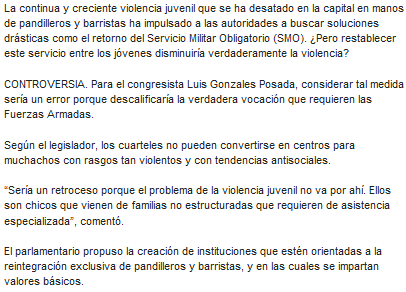 La continua y creciente violencia juvenil que se ha desatado en la capital en manos
de pandilleros y barristas ha impulsado a las autoridades a buscar soluciones
drásticas como el retorno del Servicio Militar Obligatorio (SMO). ¿Pero restablecer
este servicio entre los jóvenes disminuiría verdaderamente la violencia?
CONTROVERSIA. Para el congresista Luis Gonzales Posada, considerar tal medida
sería un error porque descalificaría la verdadera vocación que requieren las
Fuerzas Armadas.
Según el legislador, los cuarteles no pueden convertirse en centros para
muchachos con rasgos tan violentos y con tendencias antisociales.
“Sería un retroceso porque el problema de la violencia juvenil no va por ahí. Ellos
son chicos que vienen de familias no estructuradas que requieren de asistencia
especializada”, comentó.
El parlamentario propuso la creación de instituciones que estén orientadas a la
reintegración exclusiva de pandilleros y barristas, y en las cuales se impartan
valores básicos.